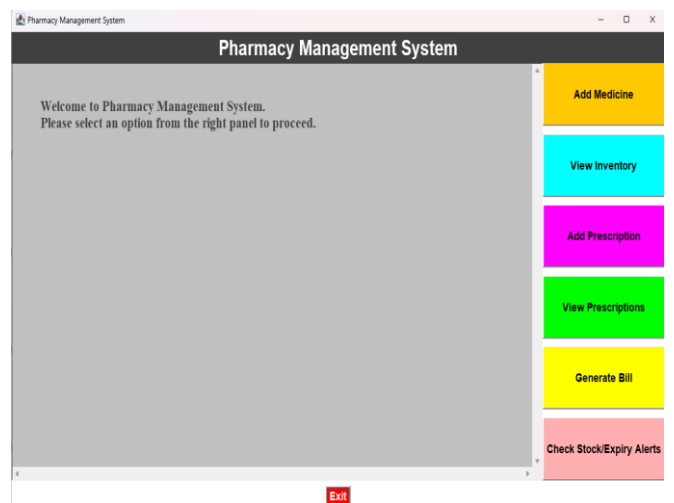 Pharmacy Management System
Pharmacy Management System
Welcome to Pharmacy Management System.
Please select an option from the right panel to proceed.
Add Medicine
View Inventory
Add Prescription
View Prescriptions
Generate Bill
Check Stock/Expiry Alerts
Exit